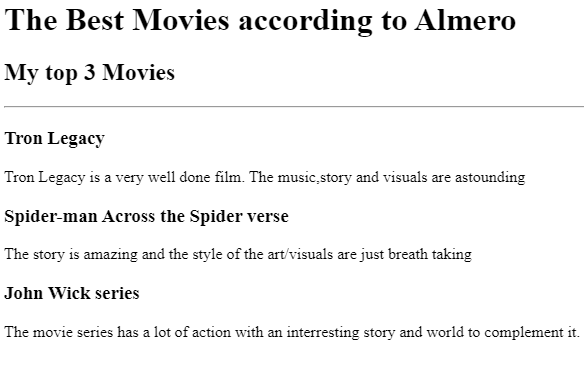 The Best Movies according to Almero
My top 3 Movies
Tron Legacy
Tron Legacy is a very well done film. The music,story and visuals are astounding
Spider-man Across the Spider verse
The story is amazing and the style of the art/visuals are just breath taking
John Wick series
The movie series has a lot of action with an interresting story and world to complement it.